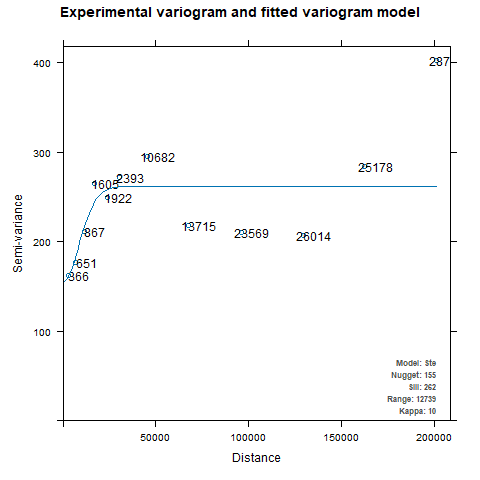 Experimental variogram and fitted variogram model
400
300
200
100
Semi-variance
287
10682
25178
1605
2393
1922
867
13715
23569
26014
651
366
Model: Ste
Nugget: 155
Sill: 262
Range: 12739
Kappa: 10
50000
100000
150000
200000
Distance